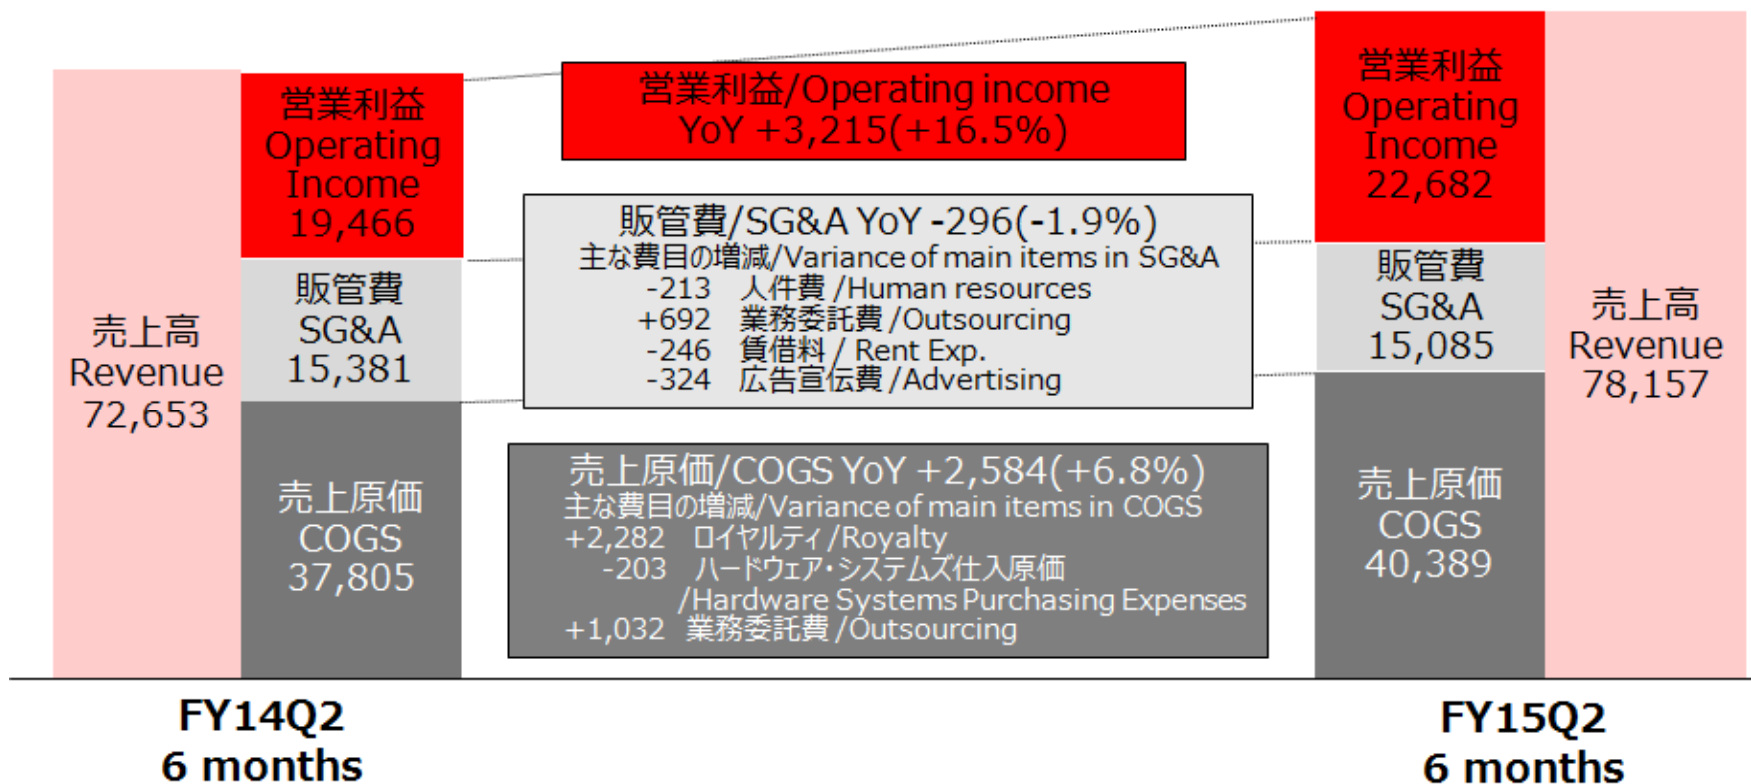 売上高
Revenue
72,653
営業利益
Operating
Income
19,466
販管費
SG&A
15,381
売上原価
COGS
37,805
営業利益/Operating income
YoY +3,215(+16.5%)
販管費/SG&A YoY -296(-1.9%)
主な費目の増減/Variance of main items in SG&A
-213 人件費/Human resources
+692 業務委託費/Outsourcing
-246 賃借料/ Rent Exp.
-324 広告宣伝費/Advertising
売上原価/COGS YoY +2,584(+6.8%)
主な費目の増減/Variance of main items in COGS
+2,282 ロイヤルティ/Royalty
-203 ハードウェア・システムズ仕入原価
/Hardware Systems Purchasing Expenses
+1,032 業務委託費/Outsourcing
営業利益
Operating
Income
22,682
販管費
SG&A
15,085
売上原価
COGS
40,389
売上高
Revenue
78,157
FY14Q2
6 months
FY15Q2
6 months